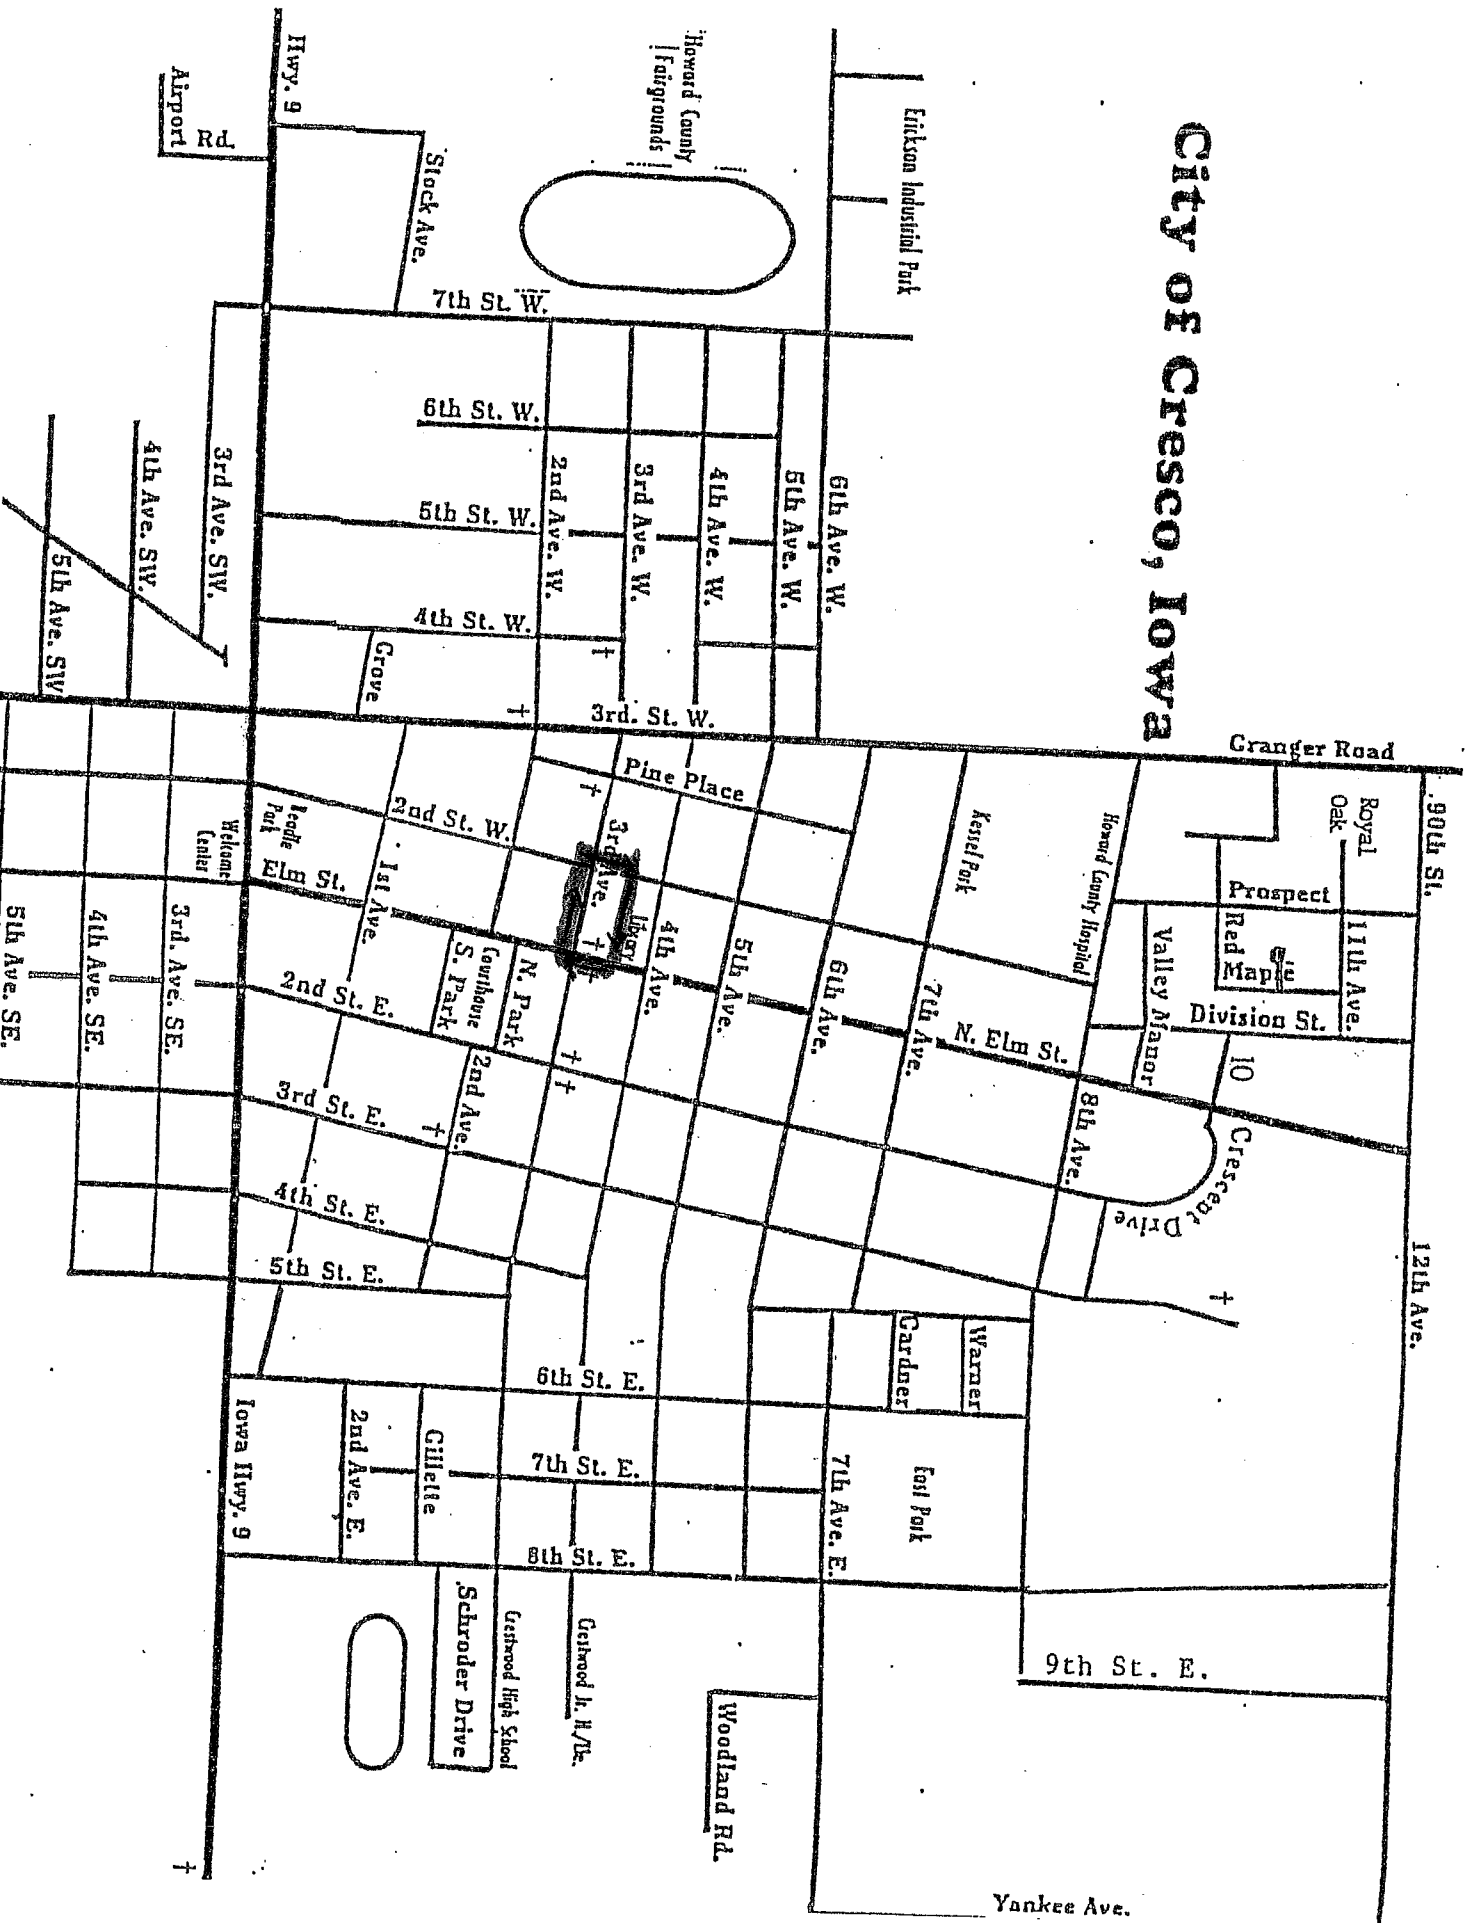 City of Cresco, Iowa
Hwy. 9
Airport Rd.
Stock Ave.
Howard County
Fairgrounds
Erickson Industrial Park
7th St. W.
6th St. W.
5th St. W.
4th St. W.
2nd Ave. W.
3rd Ave. W.
4th Ave. W.
5th Ave. W.
6th Ave. W.
3rd Ave. SW.
4th Ave. SW.
5th Ave. SW
Grove
3rd. St. W.
Granger Road
Pine Place
2nd St. W.
Beadle
Park
Welcome
Center
Elm St.
1st Ave.
3rd Ave.
Library
4th Ave.
5th Ave.
6th Ave.
7th Ave.
Kessel Park
Howard County Hospital
Royal
Oak
90th St.
Prospect
Red
Maple
11th Ave.
Valley Manor
Division St.
N. Elm St.
10
Crescent Drive
8th Ave.
12th Ave.
N. Park
Courthouse
S. Park
2nd St. E.
2nd Ave.
3rd St. E.
4th St. E.
5th St. E.
3rd. Ave. SE.
4th Ave. SE.
5th Ave. SE.
6th St. E.
Gardner
Warner
Iowa Hwy. 9
2nd Ave. E.
Gillette
7th St. E.
7th Ave. E.
East Park
8th St. E.
Schroder Drive
Crestwood High School
Crestwood Jr. H./
Woodland Rd.
9th St. E.
Yankee Ave.